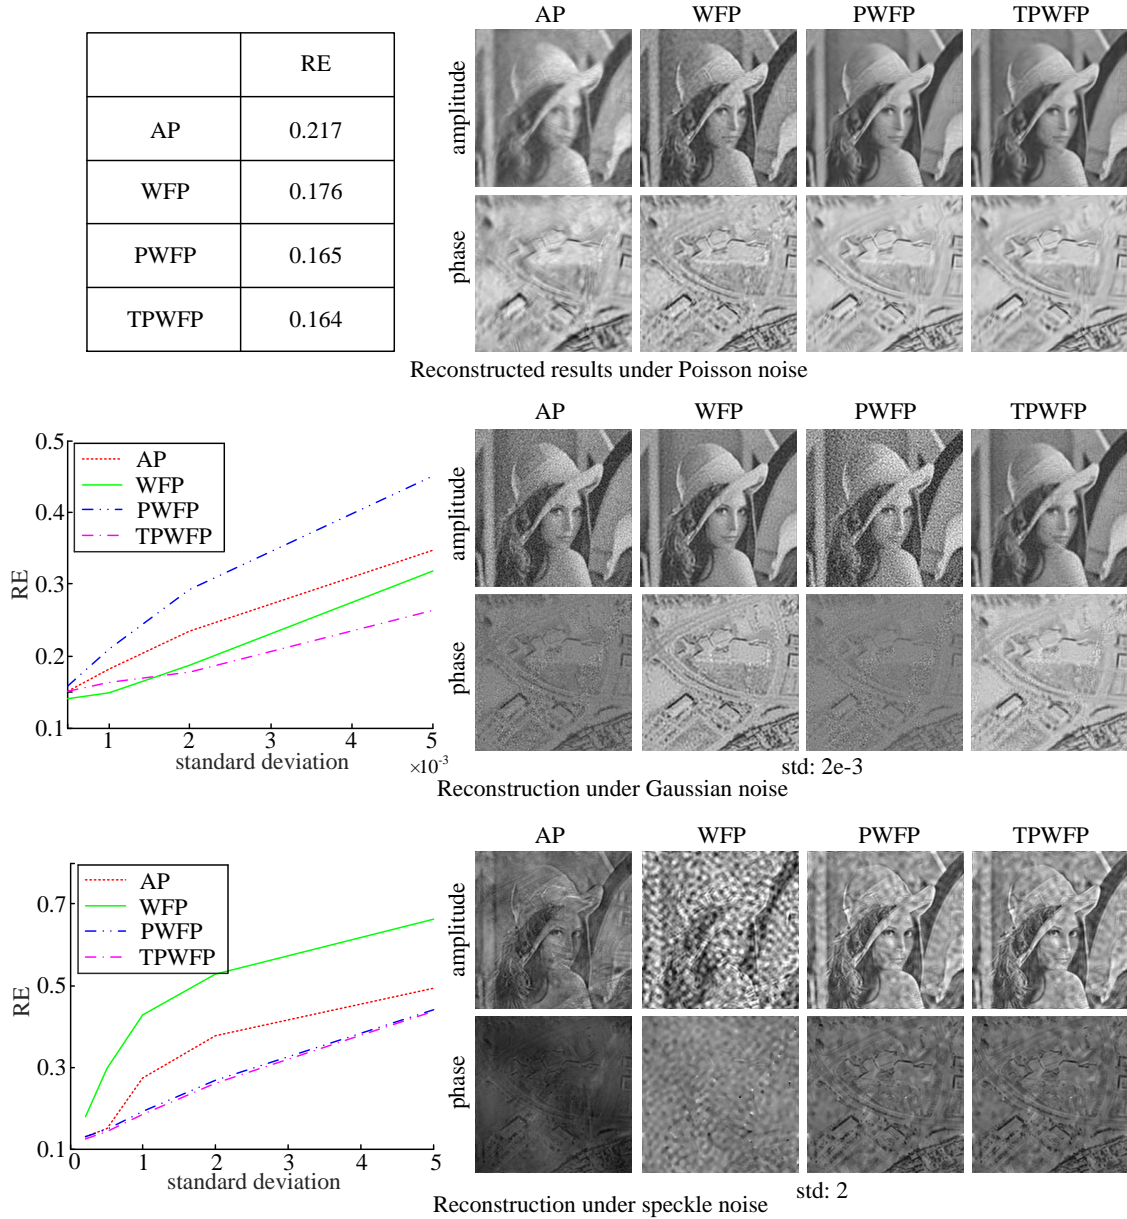 AP WFP PWFP TPWFP
RE
AP 0.217
WFP 0.176
PWFP 0.165
TPWFP 0.164
amplitude
phase
Reconstructed results under Poisson noise
AP WFP PWFP TPWFP
0.5
0.4
0.3
0.2
0.1
RE
AP
WFP
PWFP
TPWFP
1 2 3 4 5
standard deviation ×10⁻³
amplitude
phase
std: 2e-3
Reconstruction under Gaussian noise
AP WFP PWFP TPWFP
0.7
0.5
0.3
0.1
RE
AP
WFP
PWFP
TPWFP
0 1 2 3 4 5
standard deviation
amplitude
phase
std: 2
Reconstruction under speckle noise